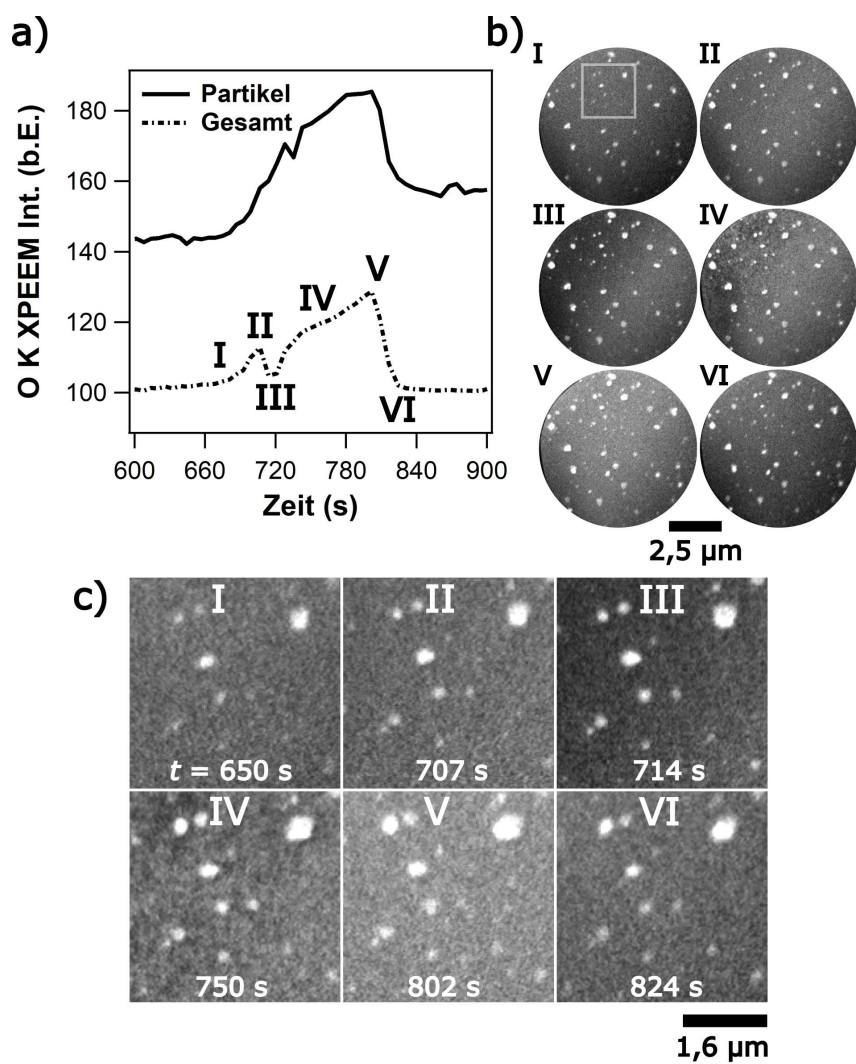 a)
O K XPEEM Int. (b.E.)
180
160
140
120
100
Partikel
Gesamt
I
II
III
IV
V
VI
600
660
720
780
840
900
Zeit (s)
b)
I
II
III
IV
V
VI
2,5 µm
c)
I
t = 650 s
II
707 s
III
714 s
IV
750 s
V
802 s
VI
824 s
1,6 µm